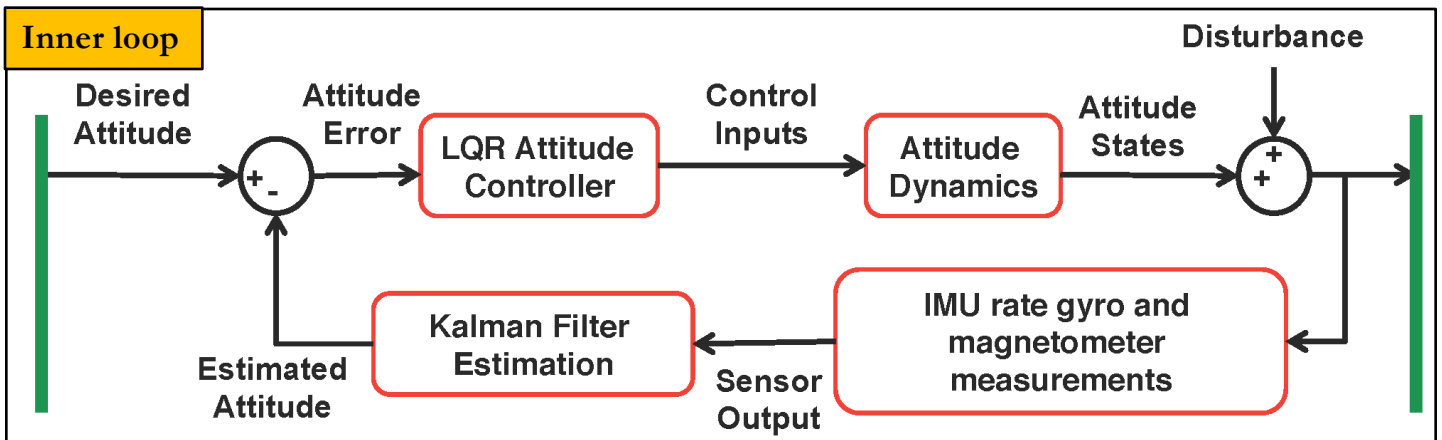 Inner loop
Disturbance
Desired
Attitude
Attitude
Error
Control
Inputs
Attitude
States
+
-
LQR Attitude
Controller
Attitude
Dynamics
+
+
Estimated
Attitude
Kalman Filter
Estimation
Sensor
Output
IMU rate gyro and
magnetometer
measurements